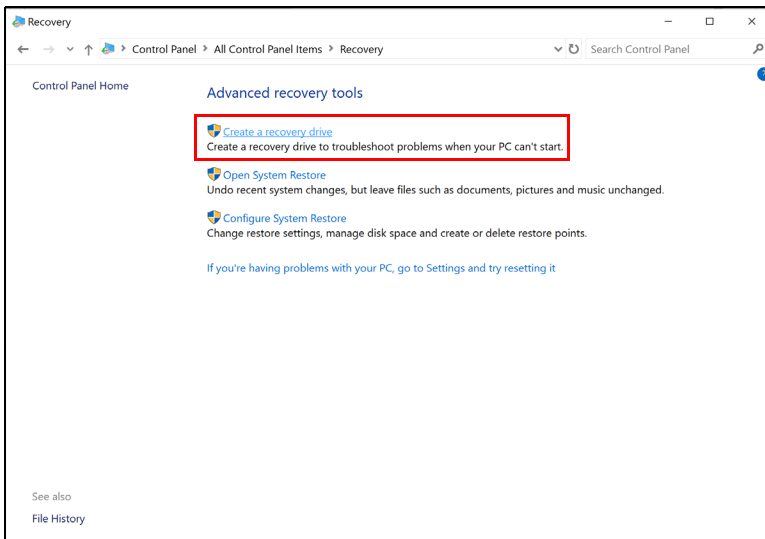 Recovery
Control Panel > All Control Panel Items > Recovery
Search Control Panel
?
Control Panel Home
Advanced recovery tools
Create a recovery drive
Create a recovery drive to troubleshoot problems when your PC can't start.
Open System Restore
Undo recent system changes, but leave files such as documents, pictures and music unchanged.
Configure System Restore
Change restore settings, manage disk space and create or delete restore points.
If you're having problems with your PC, go to Settings and try resetting it
See also
File History